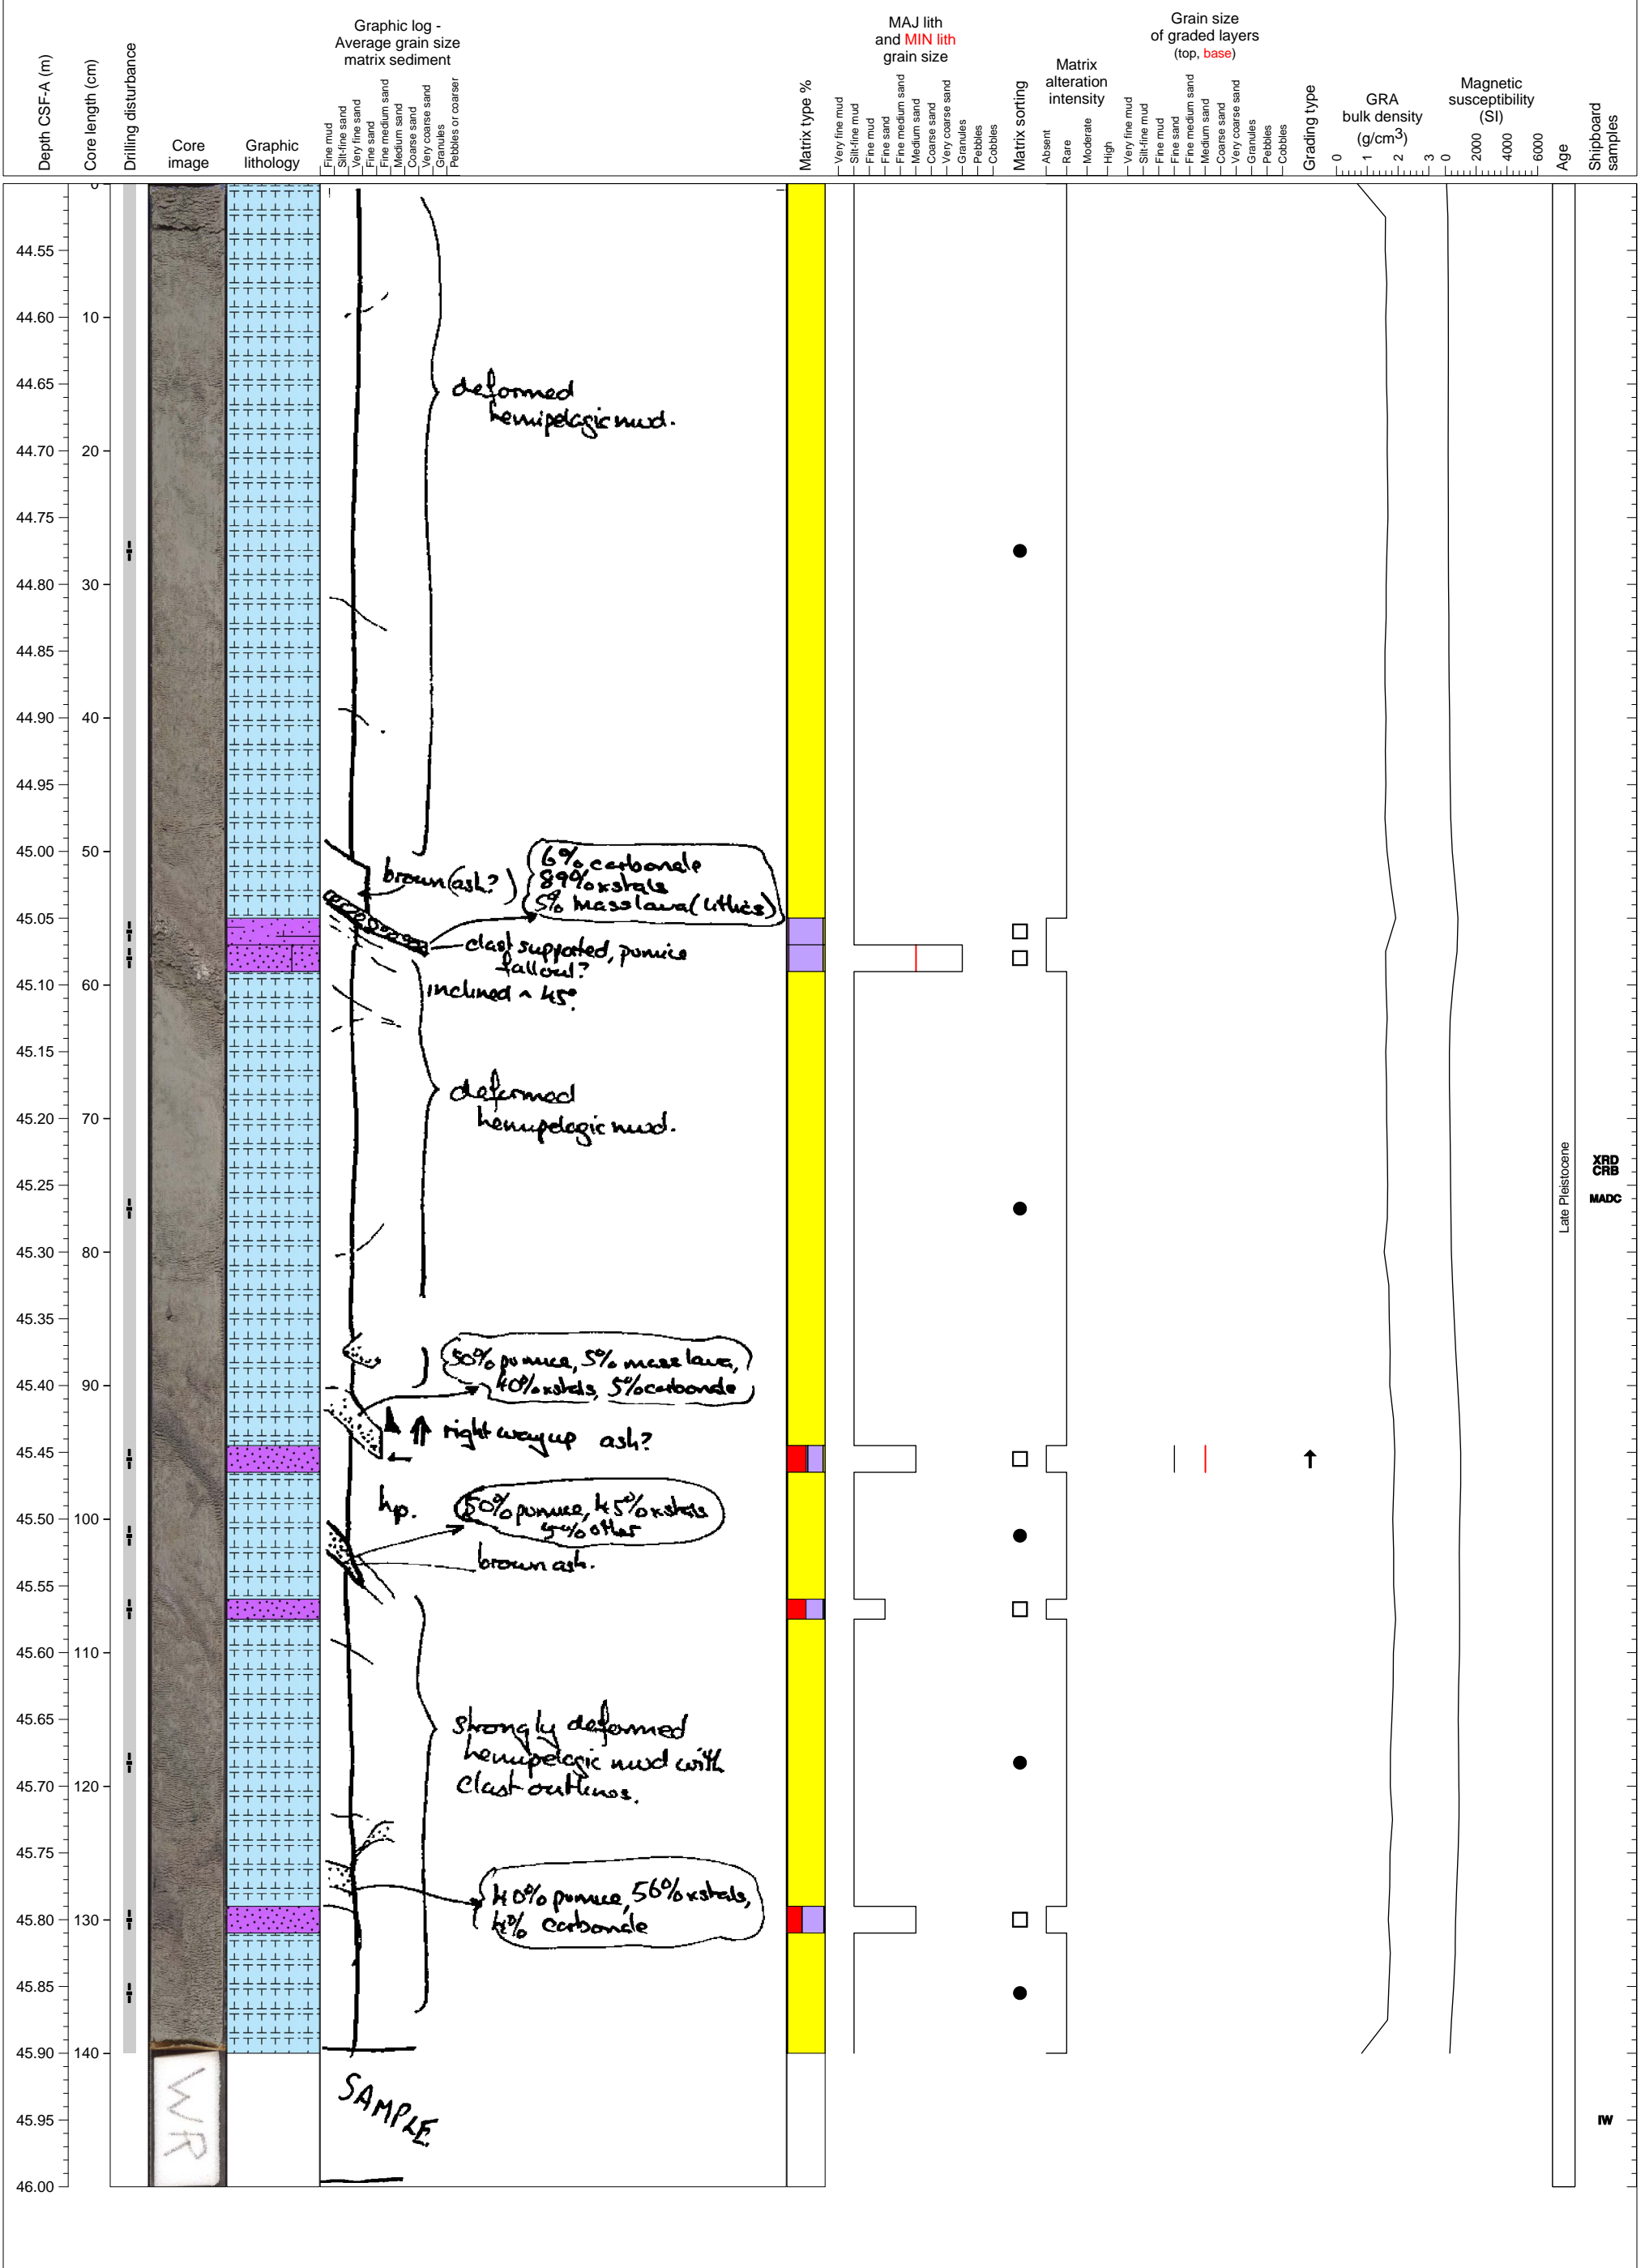 Depth CSF-A (m)
Core length (cm)
Drilling disturbance
Core
image
Graphic
lithology
Graphic log -
Average grain size
matrix sediment
Fine mud
Silt-fine sand
Very fine sand
Fine sand
Fine medium sand
Medium sand
Coarse sand
Very coarse sand
Granules
Pebbles or coarser
Matrix type %
MAJ lith
and MIN lith
grain size
Very fine mud
Silt-fine mud
Fine mud
Fine sand
Fine medium sand
Medium sand
Coarse sand
Very coarse sand
Granules
Pebbles
Cobbles
Matrix sorting
Matrix
alteration
intensity
Absent
Rare
Moderate
High
Grain size
of graded layers
(top, base)
Very fine mud
Silt-fine mud
Fine mud
Fine sand
Fine medium sand
Medium sand
Coarse sand
Very coarse sand
Granules
Pebbles
Cobbles
Grading type
GRA
bulk density
(g/cm3)
0 1 2 3
Magnetic
susceptibility
(SI)
0 2000 4000 6000
Age
Shipboard
samples
0
44.55
44.60 10
44.65
deformed
hemipelagic mud.
44.70 20
44.75
44.80 30
44.85
44.90 40
44.95
45.00 50
brown (ash?)
6% carbonate
89% xstals
5% mass lava (lithics)
45.05
clast supported, pumice
fallout?
45.10 60
inclined ~ 45°.
45.15
deformed
hemipelagic mud.
45.20 70
Late Pleistocene
XRD
CRB
45.25
MADC
45.30 80
45.35
50% pumice, 5% mass lava,
40% xstals, 5% carbonate
45.40 90
right way up ash?
45.45
hp.
50% pumice, 45% xstals
5% other
45.50 100
brown ash.
45.55
45.60 110
45.65
strongly deformed
hemipelagic mud with
clast outlines.
45.70 120
45.75
40% pumice, 56% xstals,
4% carbonate
45.80 130
45.85
45.90 140
SAMPLE
WR
45.95
IW
46.00